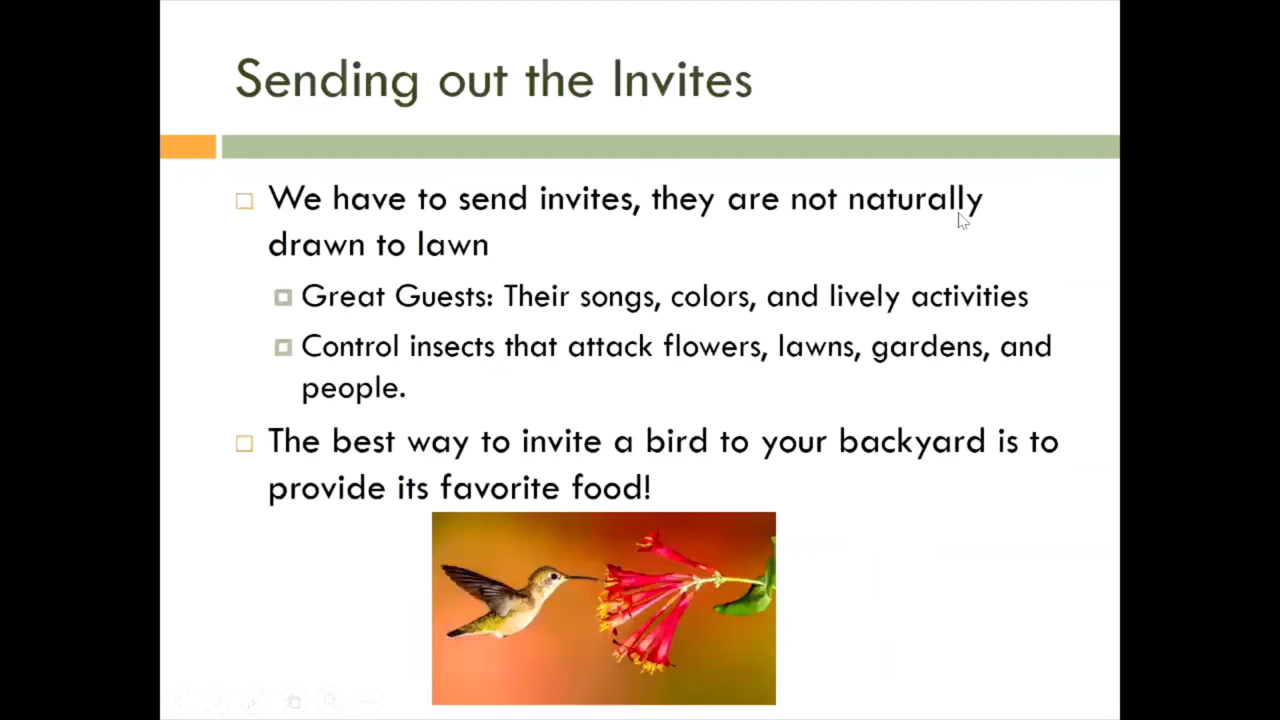 Sending out the Invites
We have to send invites, they are not naturally
drawn to lawn
Great Guests: Their songs, colors, and lively activities
Control insects that attack flowers, lawns, gardens, and
people.
The best way to invite a bird to your backyard is to
provide its favorite food!